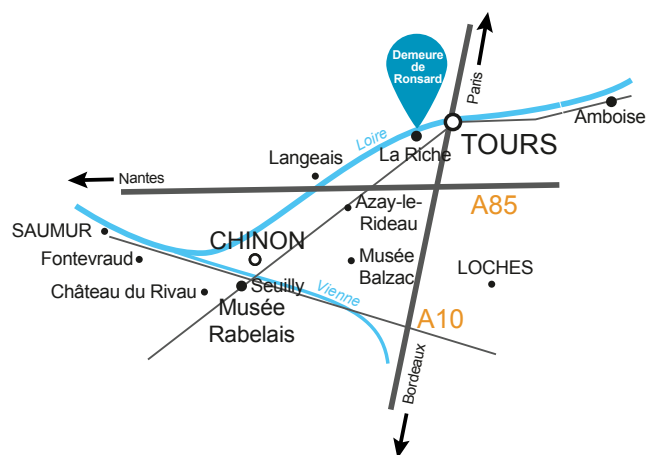 Demeure
de
Ronsard
Paris
Amboise
Loire
La Riche
TOURS
Langeais
Nantes
Azay-le-
Rideau
A85
SAUMUR
CHINON
Fontevraud
Musée
Balzac
LOCHES
Château du Rivau
Seuilly
Vienne
Musée
Rabelais
A10
Bordeaux